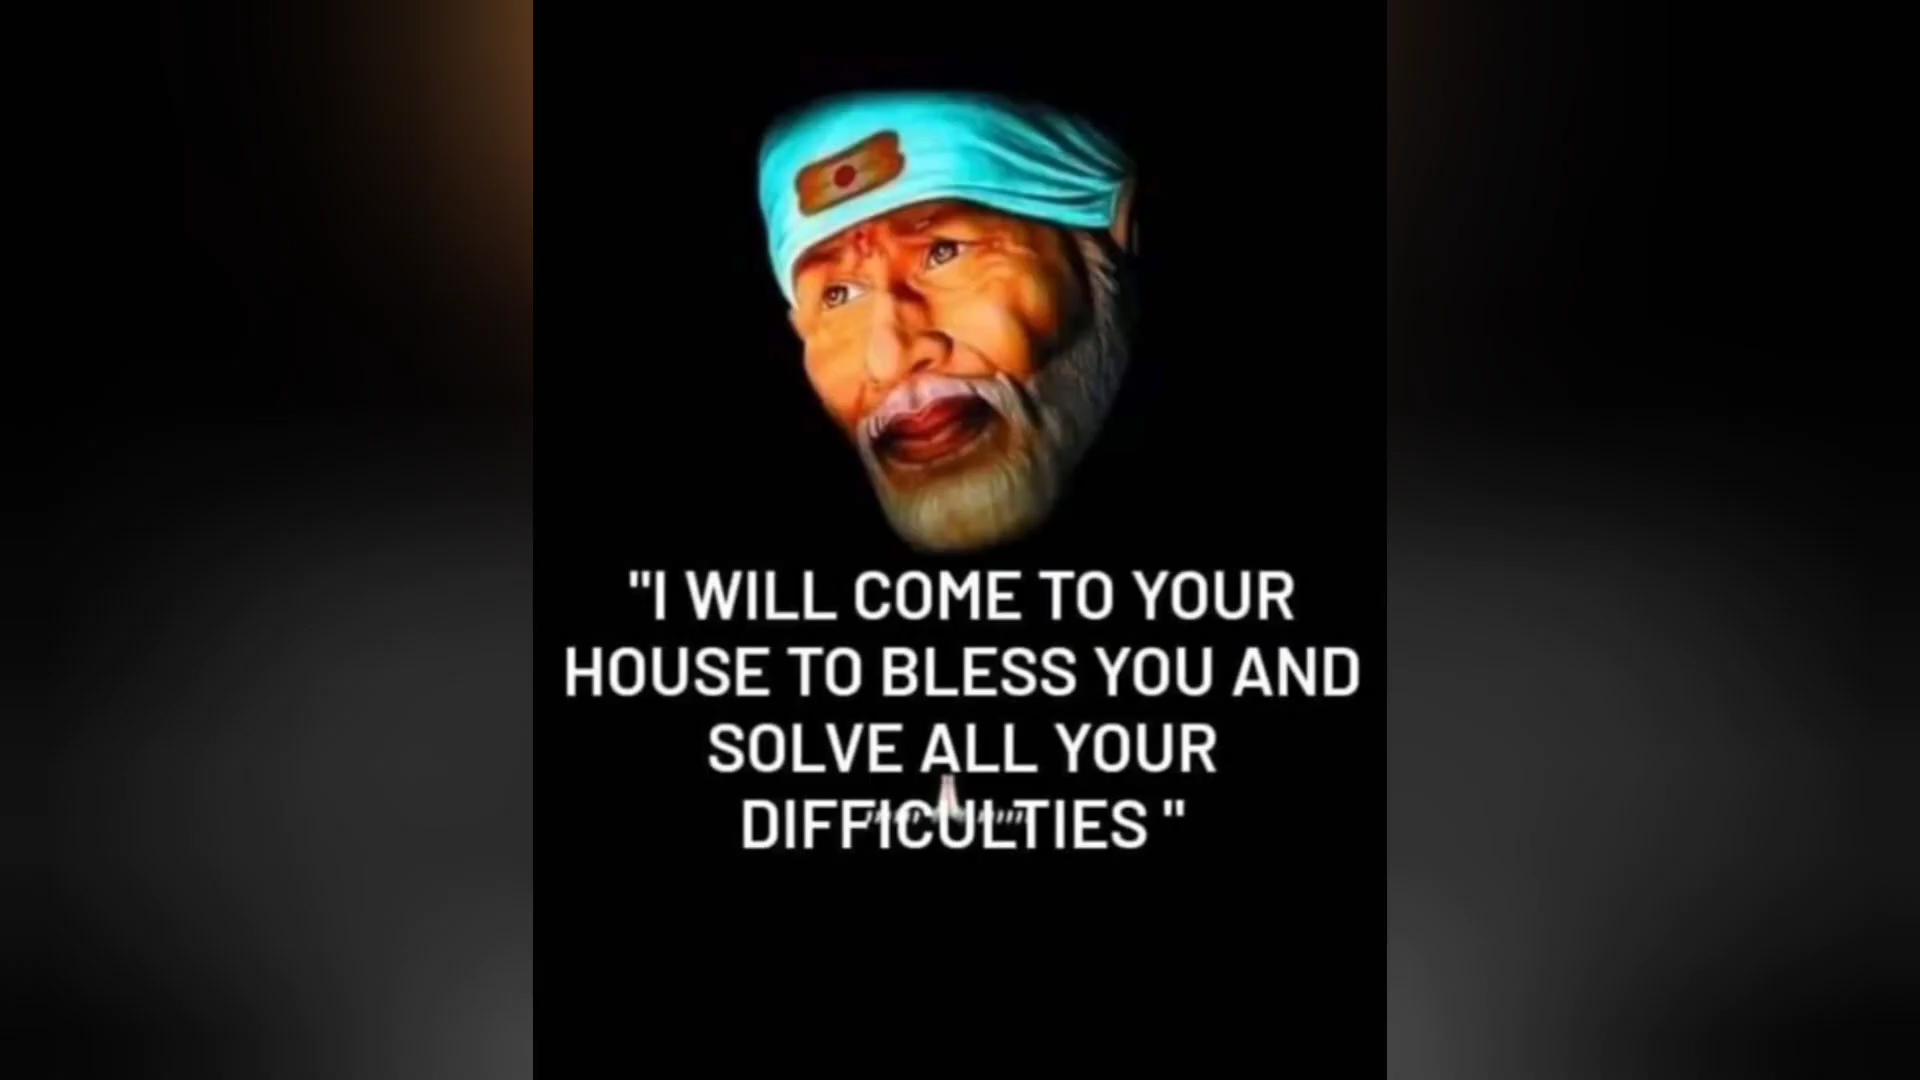 "I WILL COME TO YOUR
HOUSE TO BLESS YOU AND
SOLVE ALL YOUR
DIFFICULTIES "